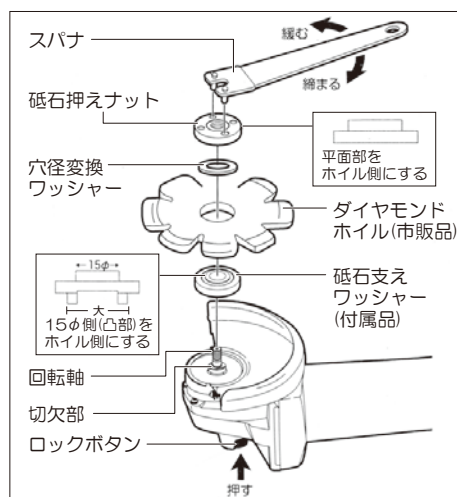 スパナ
緩む
締まる
砥石押えナット
平面部を
ホイル側にする
穴径変換
ワッシャー
ダイヤモンド
ホイル(市販品)
15φ
大
15φ側(凸部)を
ホイル側にする
砥石支え
ワッシャー
(付属品)
回転軸
切欠部
ロックボタン
押す